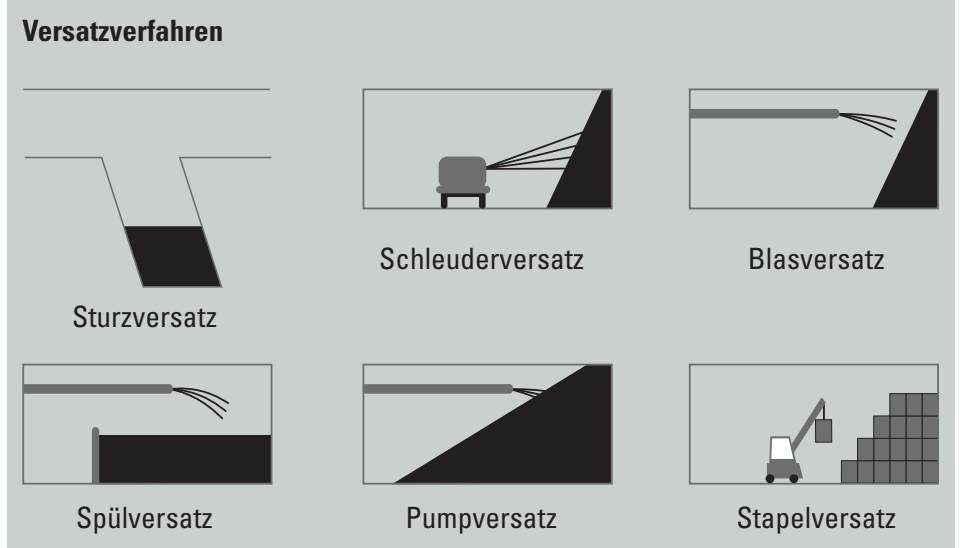 Versatzverfahren
Schleuderversatz
Blasversatz
Sturzversatz
Spülversatz
Pumpversatz
Stapelversatz